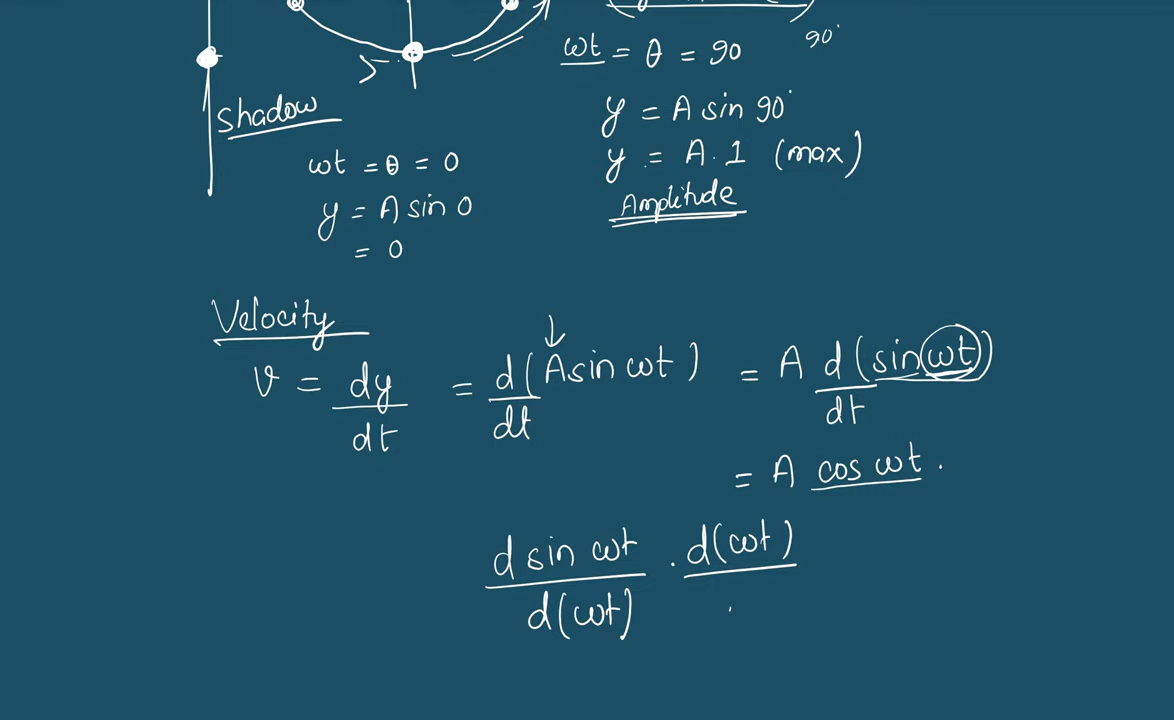 90°
ωt = θ = 90
Shadow
y = A sin 90°
ωt = θ = 0
y = A . 1 (max)
y = A sin 0
Amplitude
= 0
Velocity
v = dy/dt = d/dt (A sin ωt) = A d(sin(ωt))/dt
= A cos ωt .
d sin ωt/d(ωt) . d(ωt)